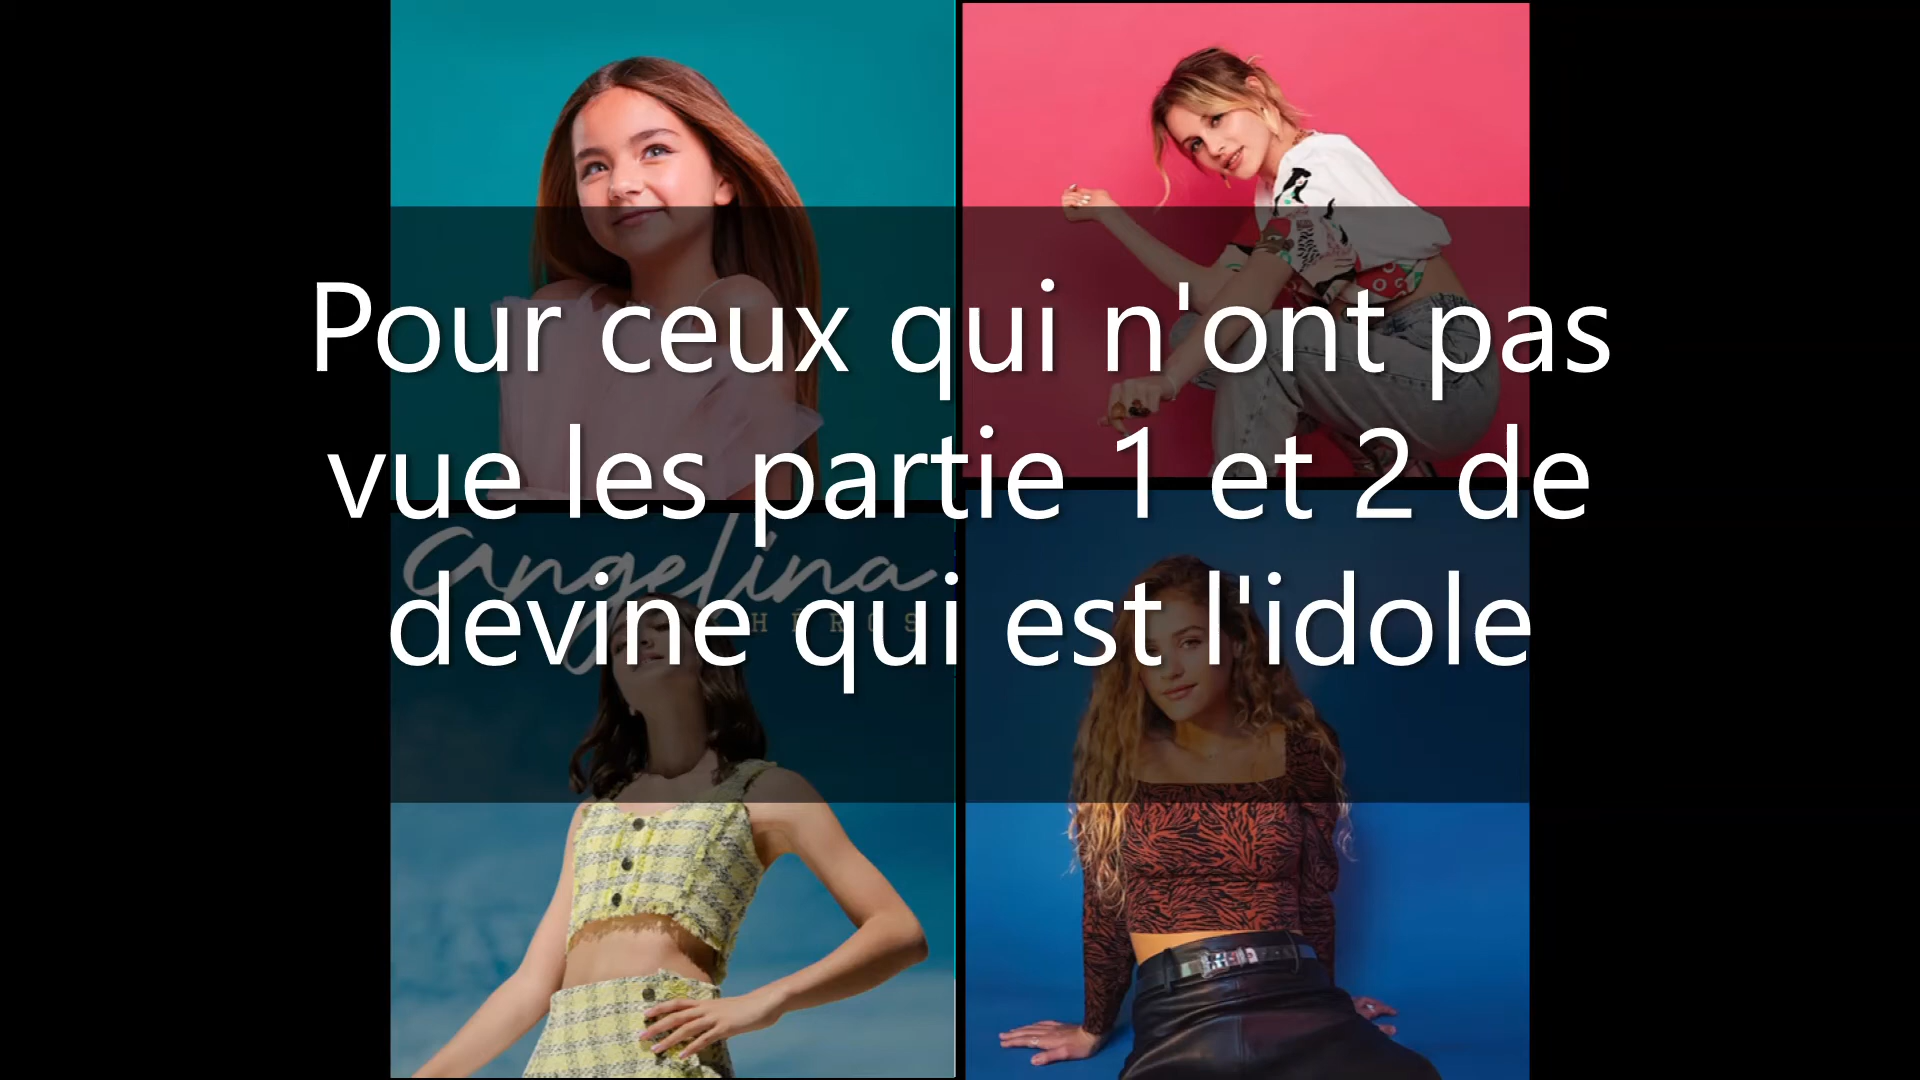 Pour ceux qui n'ont pas
vue les partie 1 et 2 de
angelina
devine qui est l'idole